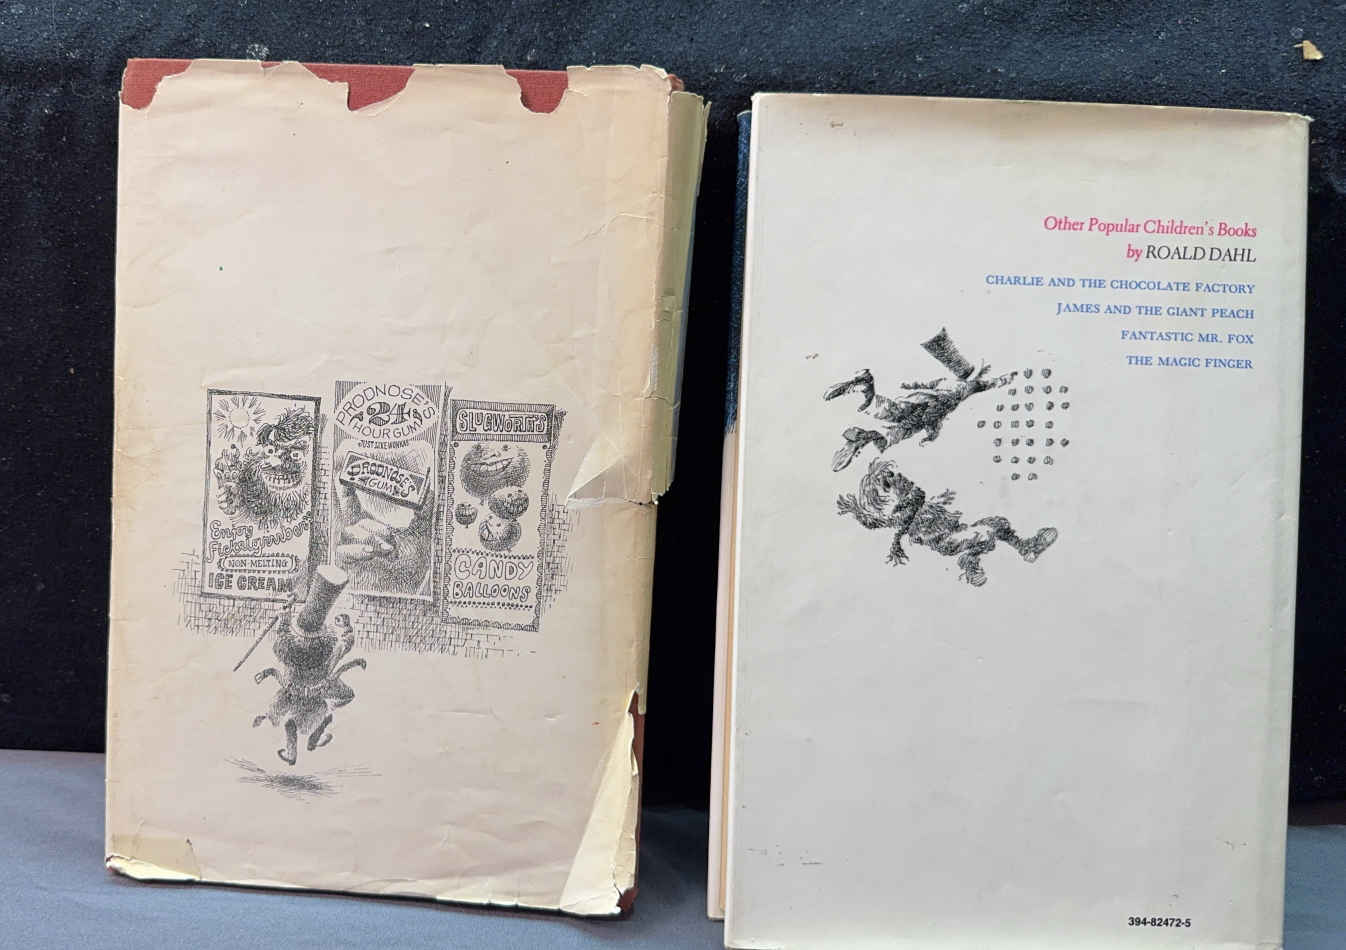 Enjoy
Fickelgruber's
NON-MELTING
ICE CREAM
PRODNOSE'S
24
HOUR GUM
JUST LIKE WONKAS
PRODNOSE'S
GUM
SLUGWORTH'S
CANDY
BALLOONS
Other Popular Children's Books
by ROALD DAHL
CHARLIE AND THE CHOCOLATE FACTORY
JAMES AND THE GIANT PEACH
FANTASTIC MR. FOX
THE MAGIC FINGER
394-82472-5